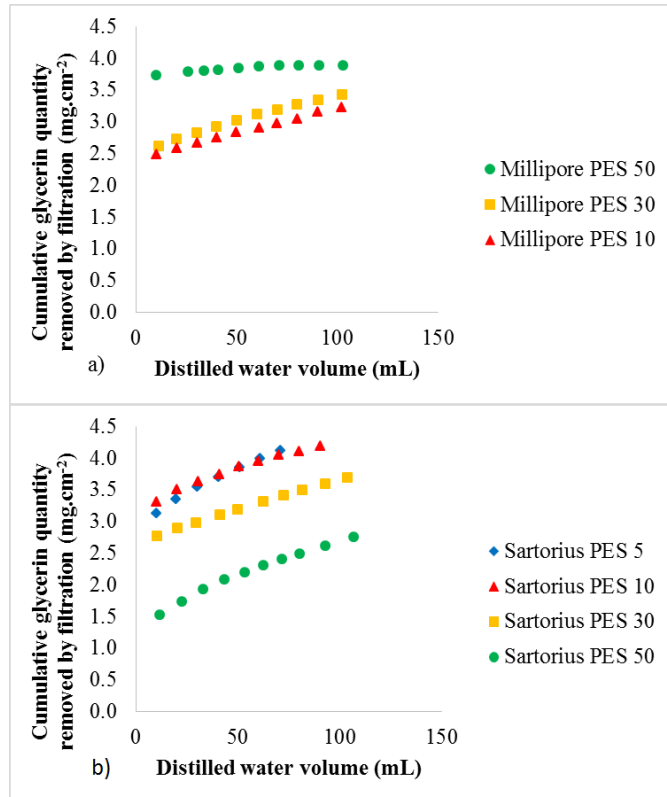 Cumulative glycerin quantity
removed by filtration (mg.cm-2)
4.5
4.0
3.5
3.0
2.5
2.0
1.5
1.0
0.5
0.0
0
50
100
150
Distilled water volume (mL)
a)
Millipore PES 50
Millipore PES 30
Millipore PES 10
Cumulative glycerin quantity
removed by filtration (mg.cm-2)
4.5
4.0
3.5
3.0
2.5
2.0
1.5
1.0
0.5
0.0
0
50
100
150
Distilled water volume (mL)
b)
Sartorius PES 5
Sartorius PES 10
Sartorius PES 30
Sartorius PES 50